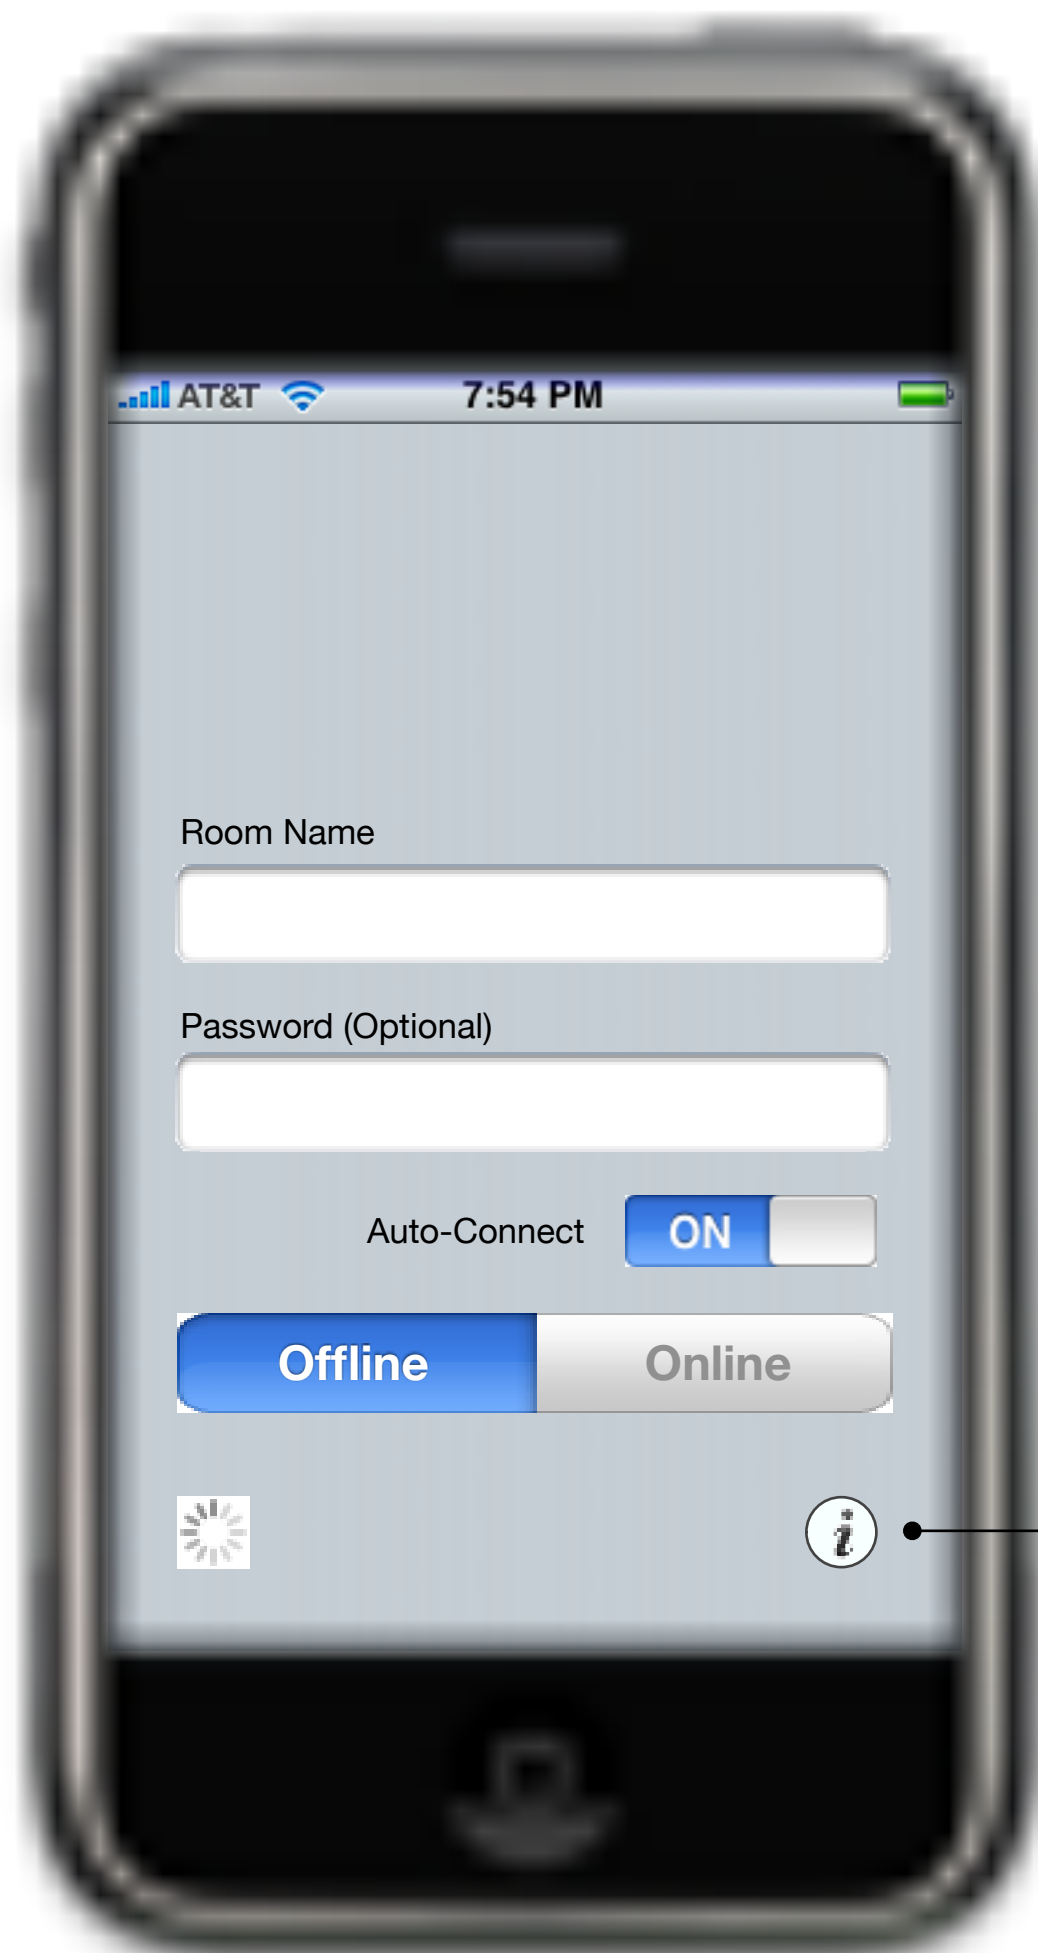 AT&T 7:54 PM
Room Name
Password (Optional)
Auto-Connect ON
Offline Online
i